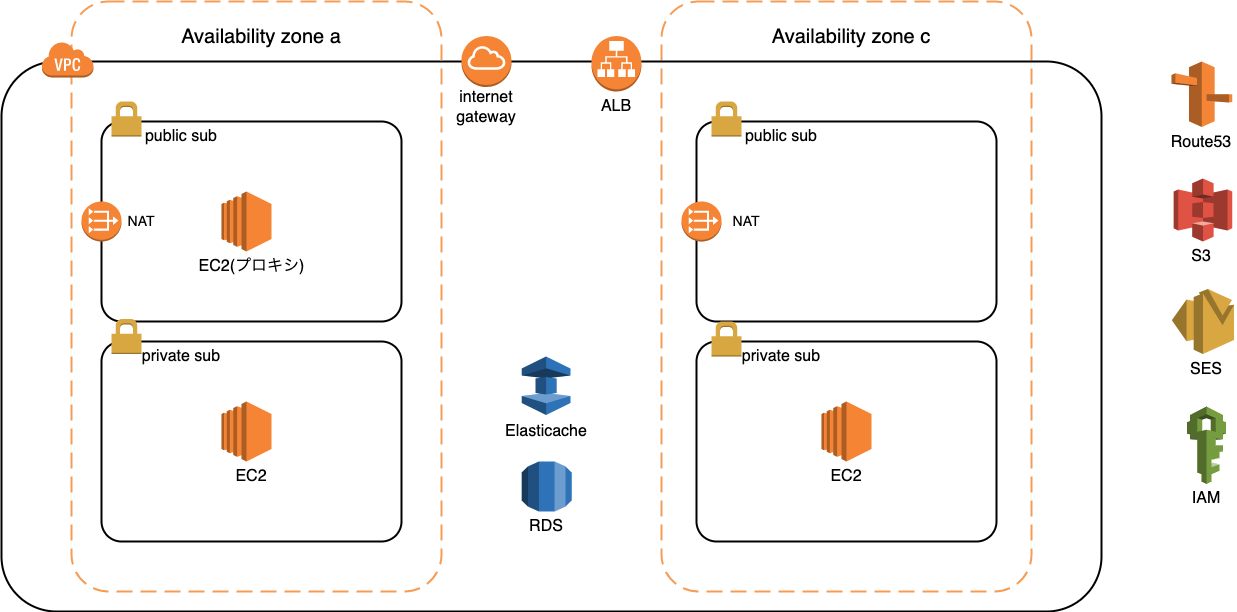 Availability zone a
Availability zone c
VPC
internet
gateway
ALB
public sub
public sub
Route53
NAT
EC2(プロキシ)
NAT
S3
private sub
private sub
SES
Elasticache
EC2
EC2
RDS
IAM